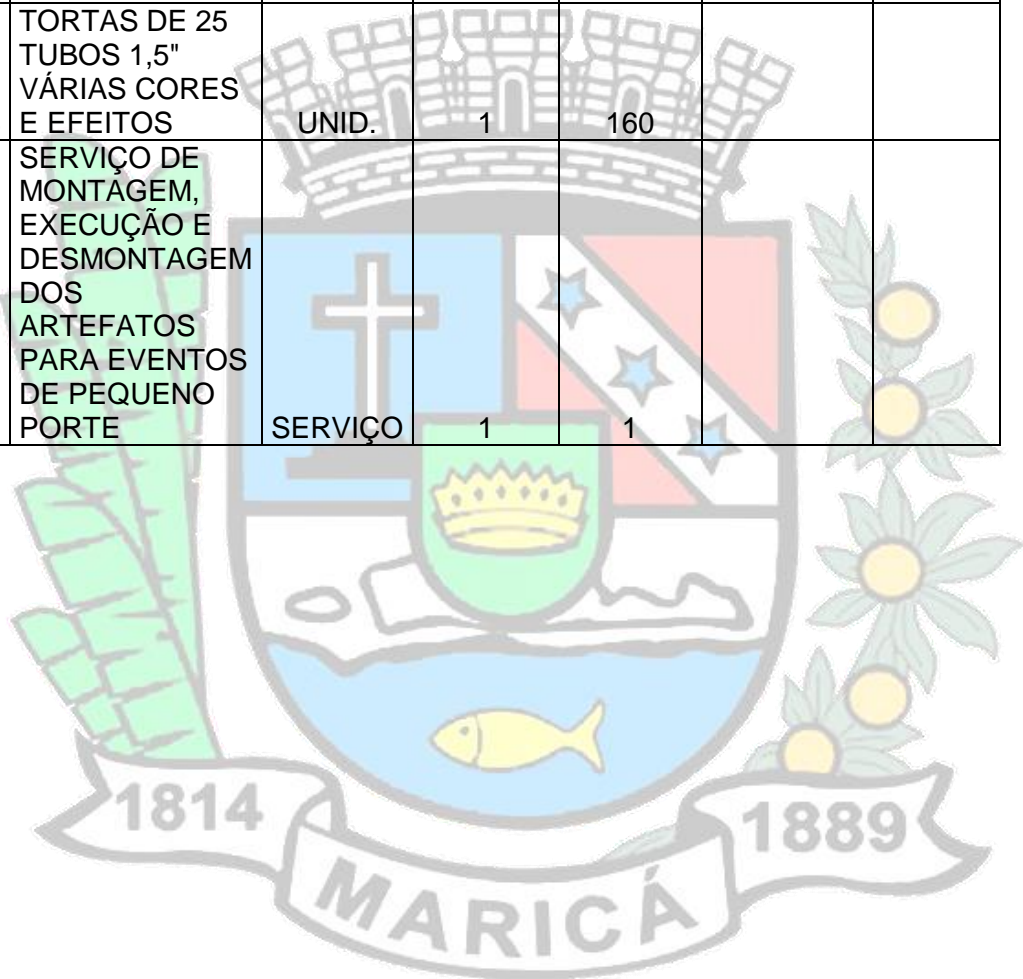 TORTAS DE 25
TUBOS 1,5"
VÁRIAS CORES
E EFEITOS UNID. 1 160
SERVIÇO DE
MONTAGEM,
EXECUÇÃO E
DESMONTAGEM
DOS
ARTEFATOS
PARA EVENTOS
DE PEQUENO
PORTE SERVIÇO 1 1
1814 1889
MARICÁ